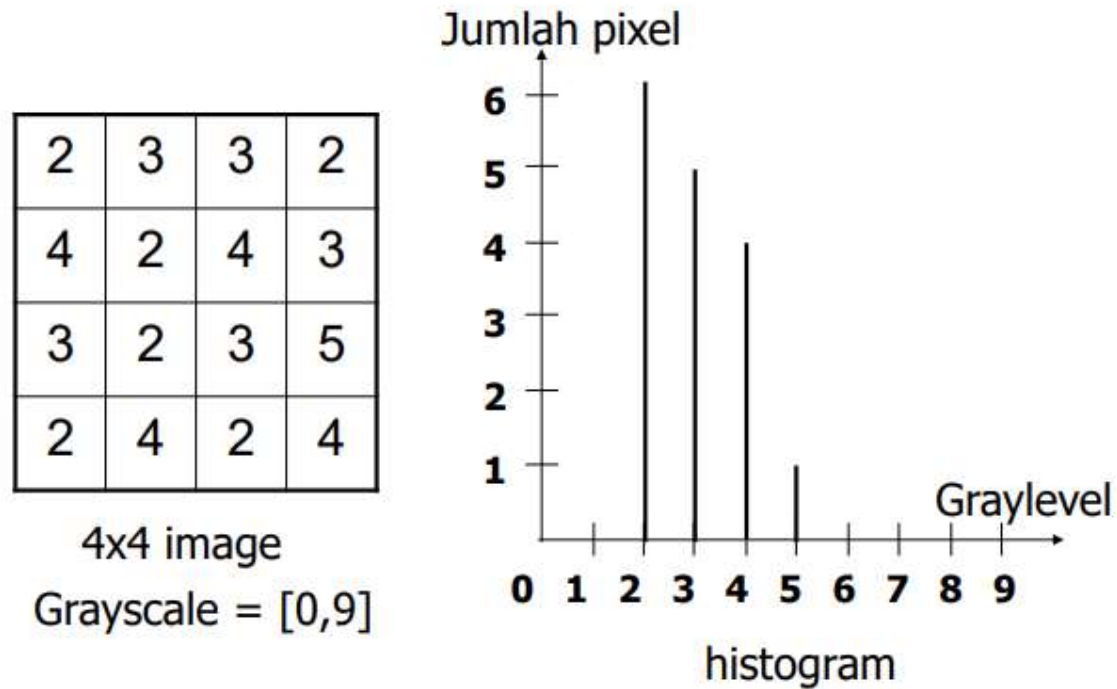 2 3 3 2
4 2 4 3
3 2 3 5
2 4 2 4
4x4 image
Grayscale = [0,9]
Jumlah pixel
6
5
4
3
2
1
Graylevel
0 1 2 3 4 5 6 7 8 9
histogram